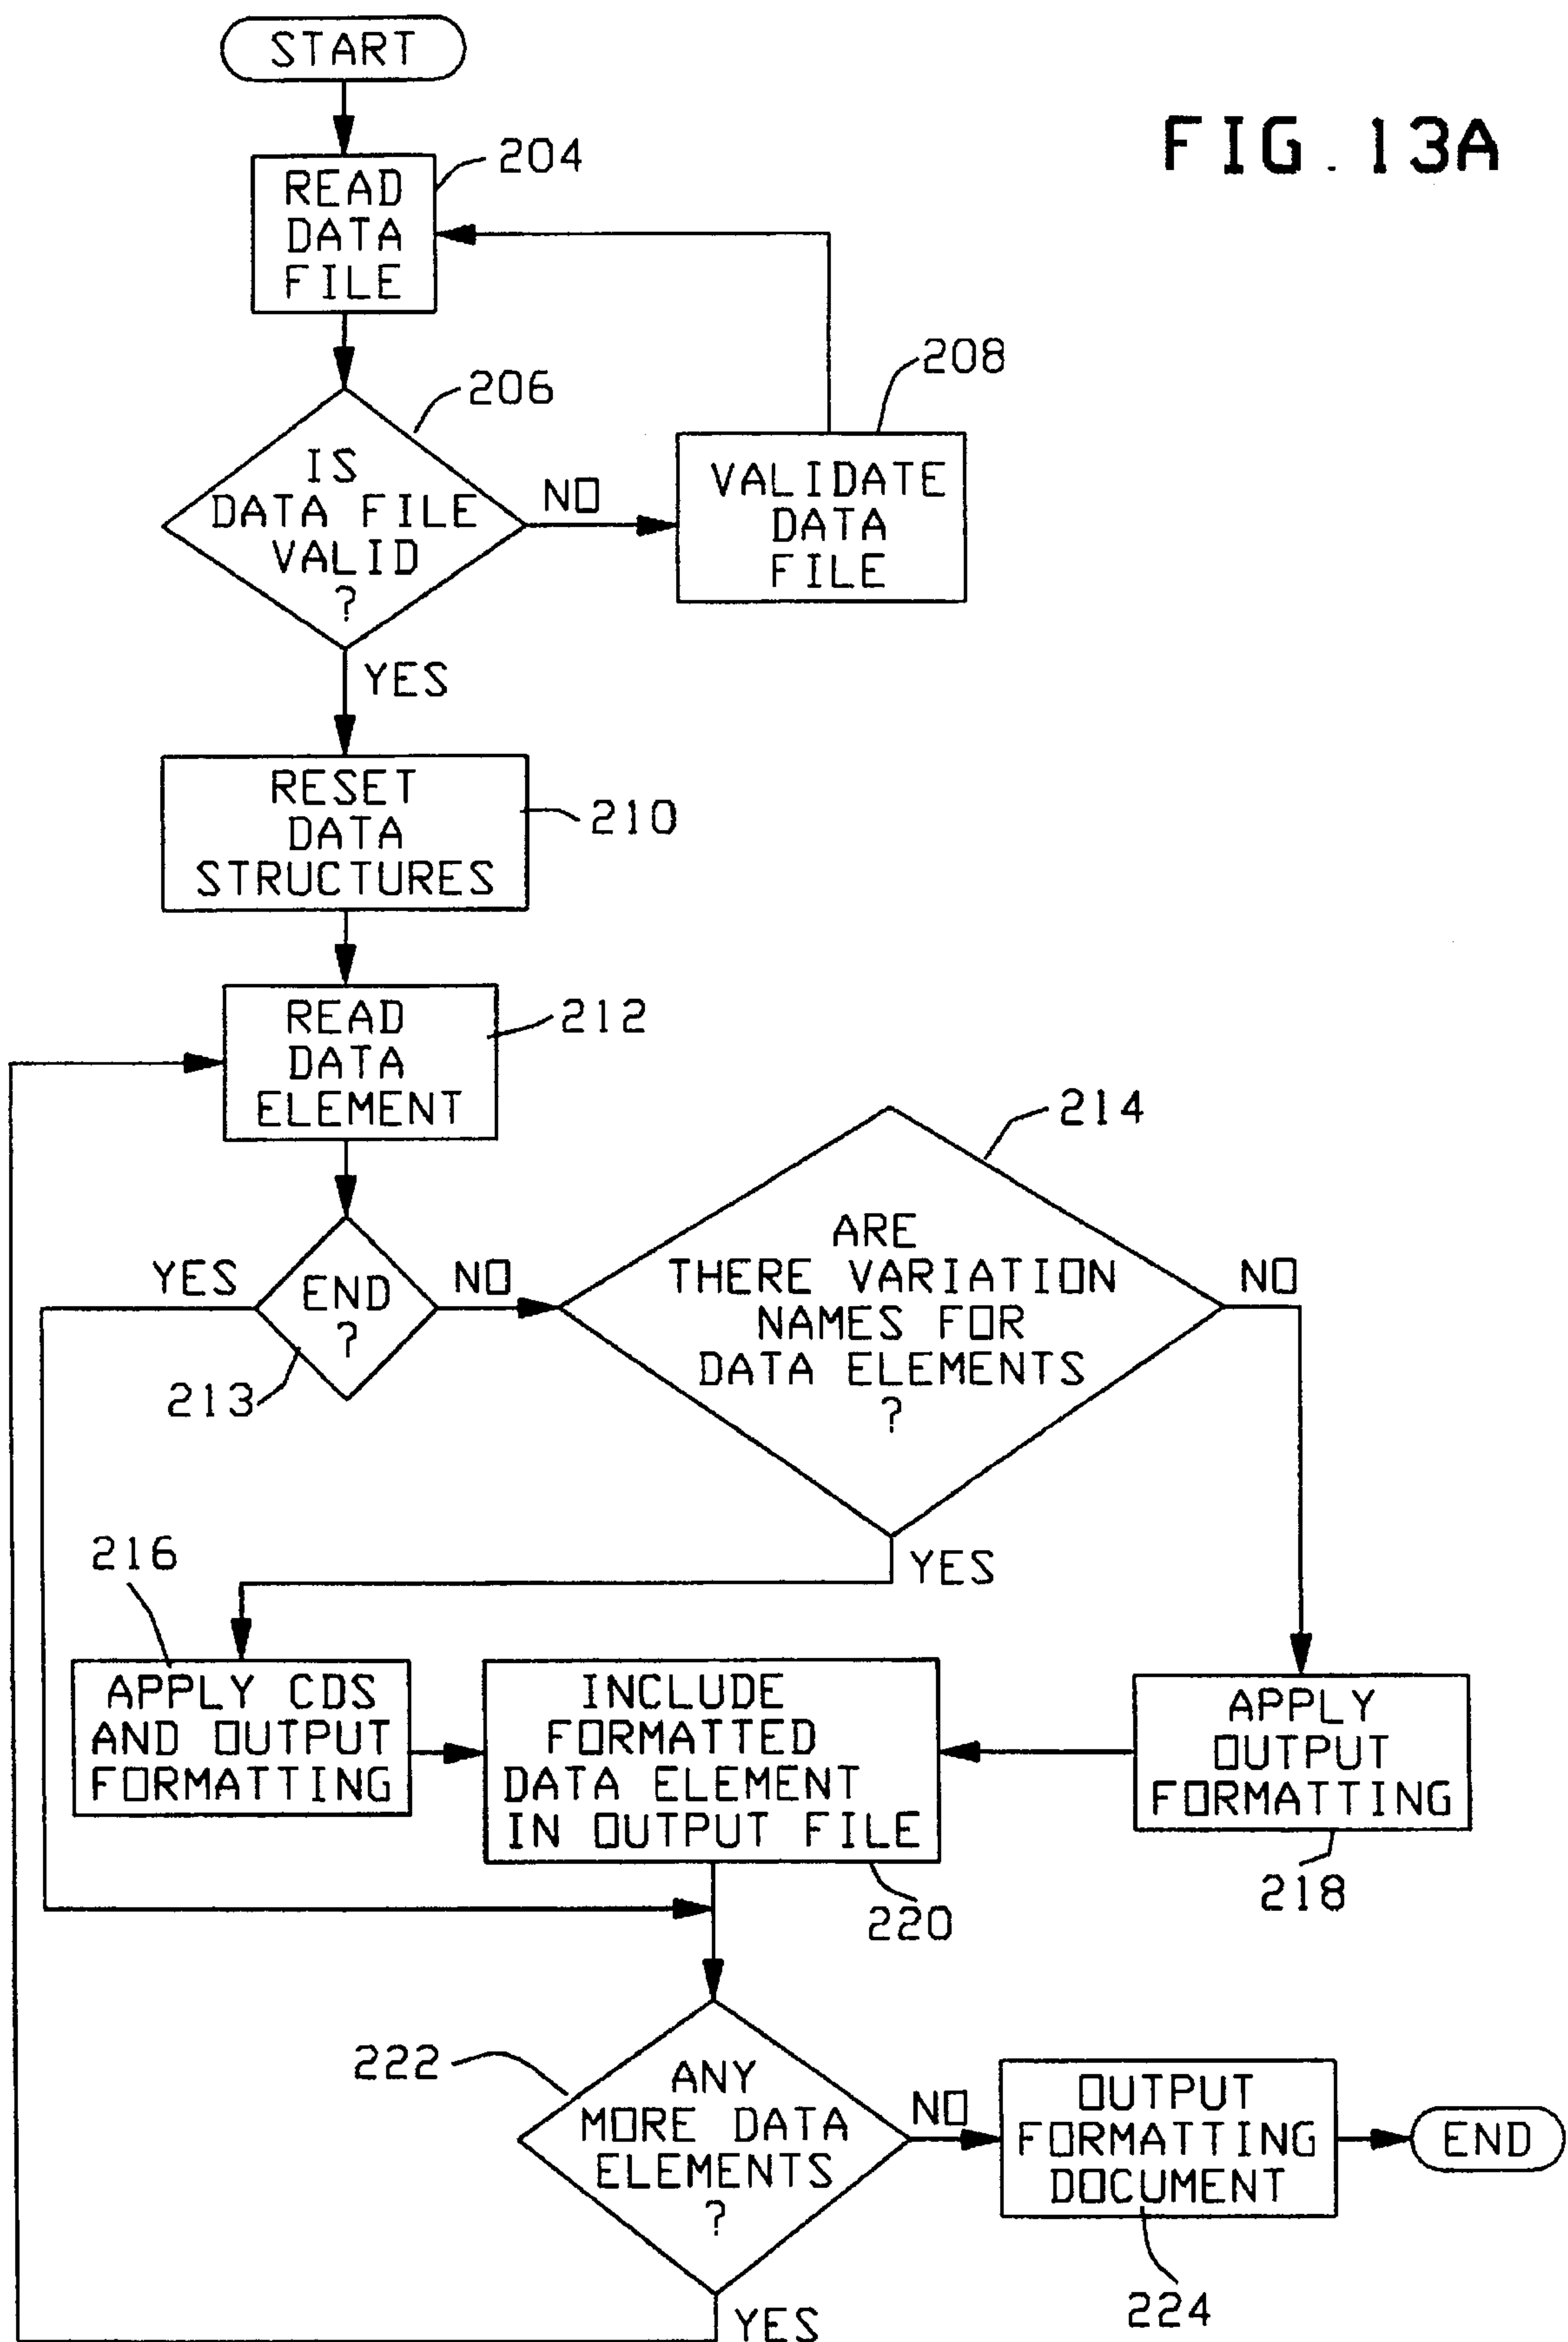 START
FIG. 13A
204
READ
DATA
FILE
208
206
IS
DATA FILE
VALID
?
NO
VALIDATE
DATA
FILE
YES
RESET
DATA
STRUCTURES
210
READ
DATA
ELEMENT
212
214
ARE
THERE VARIATION
NAMES FOR
DATA ELEMENTS
?
YES
END
?
NO
NO
213
YES
216
APPLY CDS
AND OUTPUT
FORMATTING
INCLUDE
FORMATTED
DATA ELEMENT
IN OUTPUT FILE
APPLY
OUTPUT
FORMATTING
218
220
222
ANY
MORE DATA
ELEMENTS
?
NO
OUTPUT
FORMATTING
DOCUMENT
END
224
YES